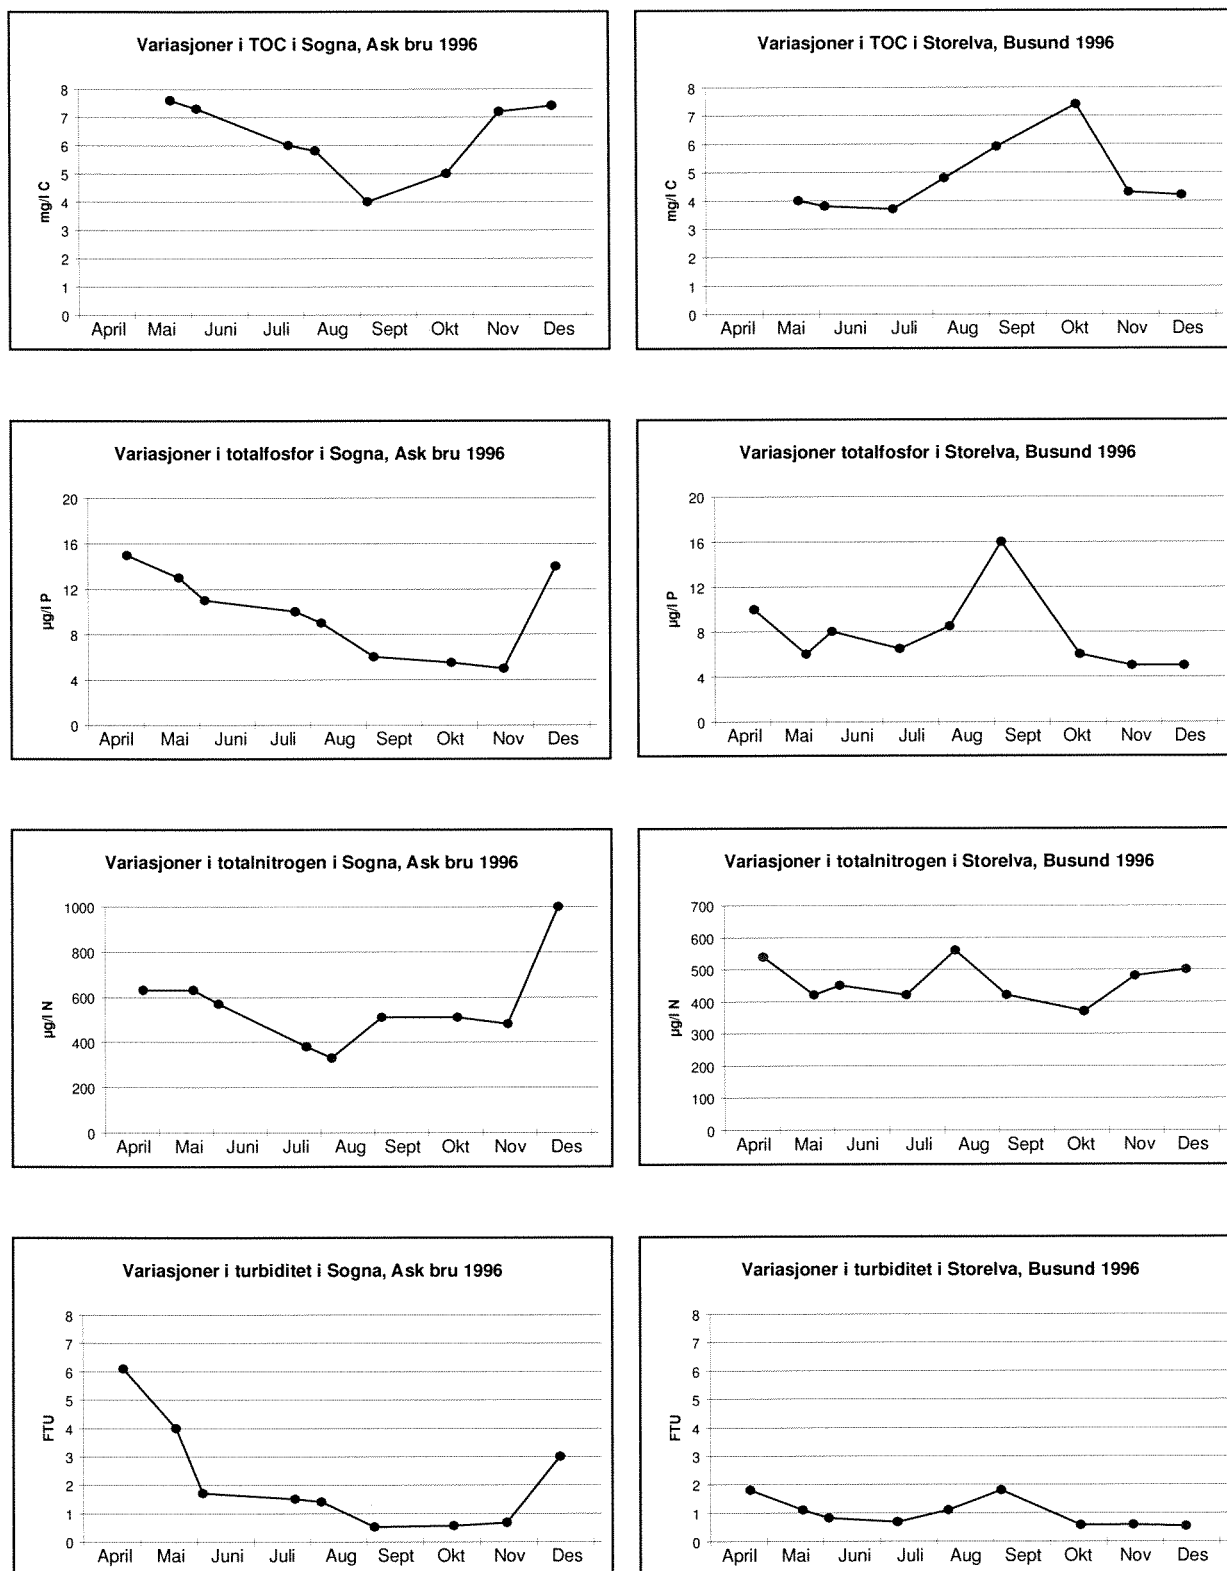 Variasjoner i TOC i Sogna, Ask bru 1996
mg/l C
8
7
6
5
4
3
2
1
0
April Mai Juni Juli Aug Sept Okt Nov Des
Variasjoner i TOC i Storelva, Busund 1996
mg/l C
8
7
6
5
4
3
2
1
0
April Mai Juni Juli Aug Sept Okt Nov Des
Variasjoner i totalfosfor i Sogna, Ask bru 1996
µg/l P
20
16
12
8
4
0
April Mai Juni Juli Aug Sept Okt Nov Des
Variasjoner totalfosfor i Storelva, Busund 1996
µg/l P
20
16
12
8
4
0
April Mai Juni Juli Aug Sept Okt Nov Des
Variasjoner i totalnitrogen i Sogna, Ask bru 1996
µg/l N
1000
800
600
400
200
0
April Mai Juni Juli Aug Sept Okt Nov Des
Variasjoner i totalnitrogen i Storelva, Busund 1996
µg/l N
700
600
500
400
300
200
100
0
April Mai Juni Juli Aug Sept Okt Nov Des
Variasjoner i turbiditet i Sogna, Ask bru 1996
FTU
8
7
6
5
4
3
2
1
0
April Mai Juni Juli Aug Sept Okt Nov Des
Variasjoner i turbiditet i Storelva, Busund 1996
FTU
8
7
6
5
4
3
2
1
0
April Mai Juni Juli Aug Sept Okt Nov Des